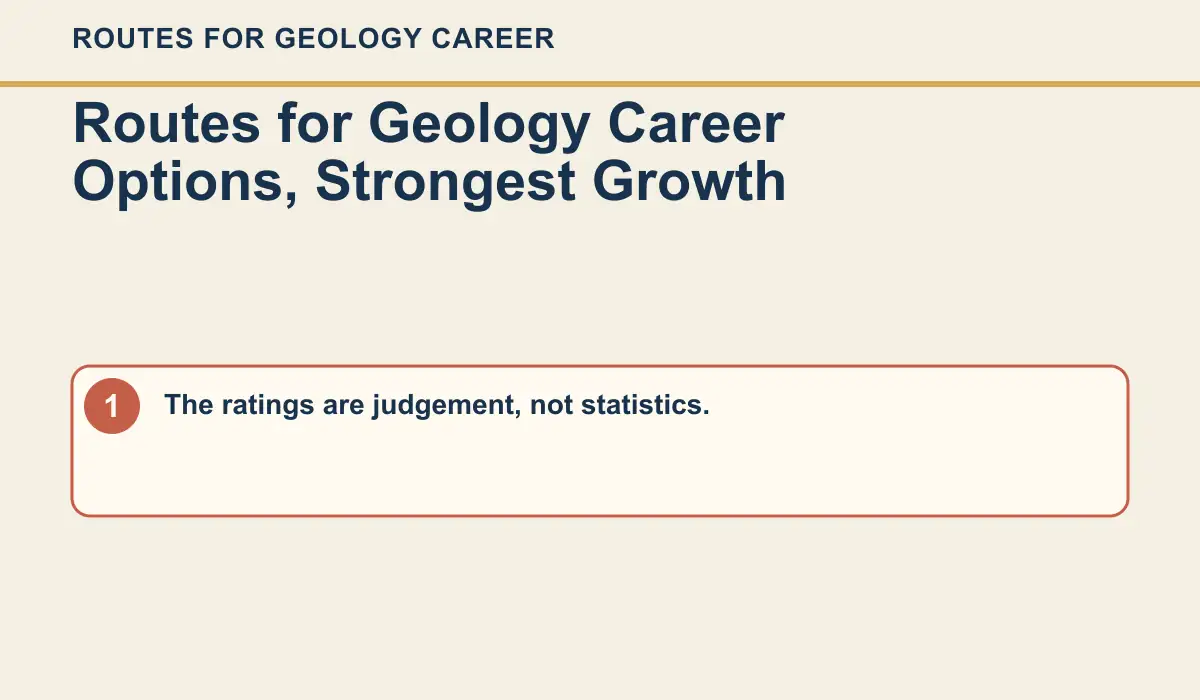 ROUTES FOR GEOLOGY CAREER
Routes for Geology Career
Options, Strongest Growth
1
The ratings are judgement, not statistics.